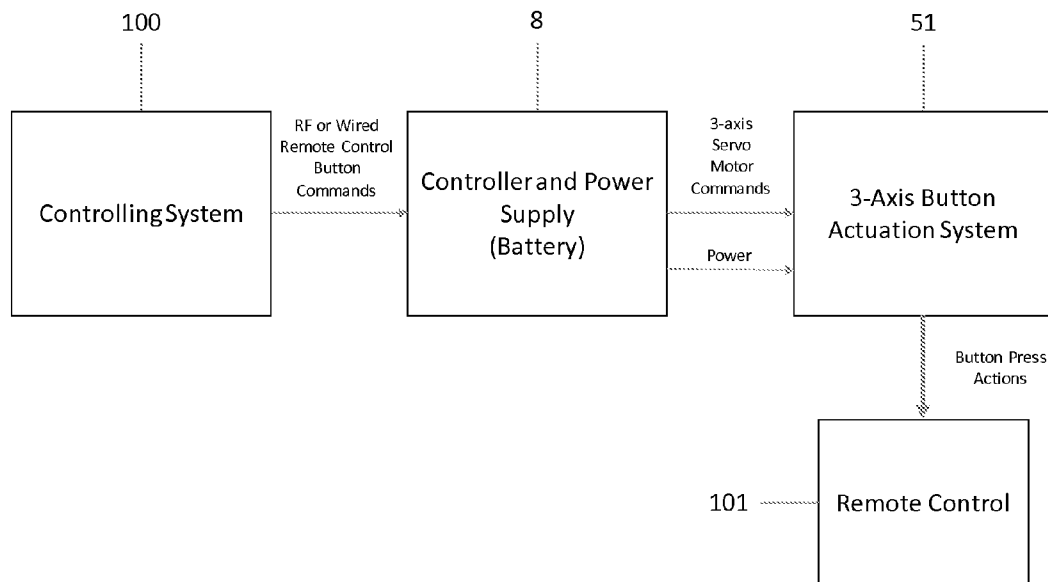 100
8
51
RF or Wired
Remote Control
Button
Commands
3-axis
Servo
Motor
Commands
Controlling System
Controller and Power
Supply
(Battery)
3-Axis Button
Actuation System
Power
Button Press
Actions
101
Remote Control